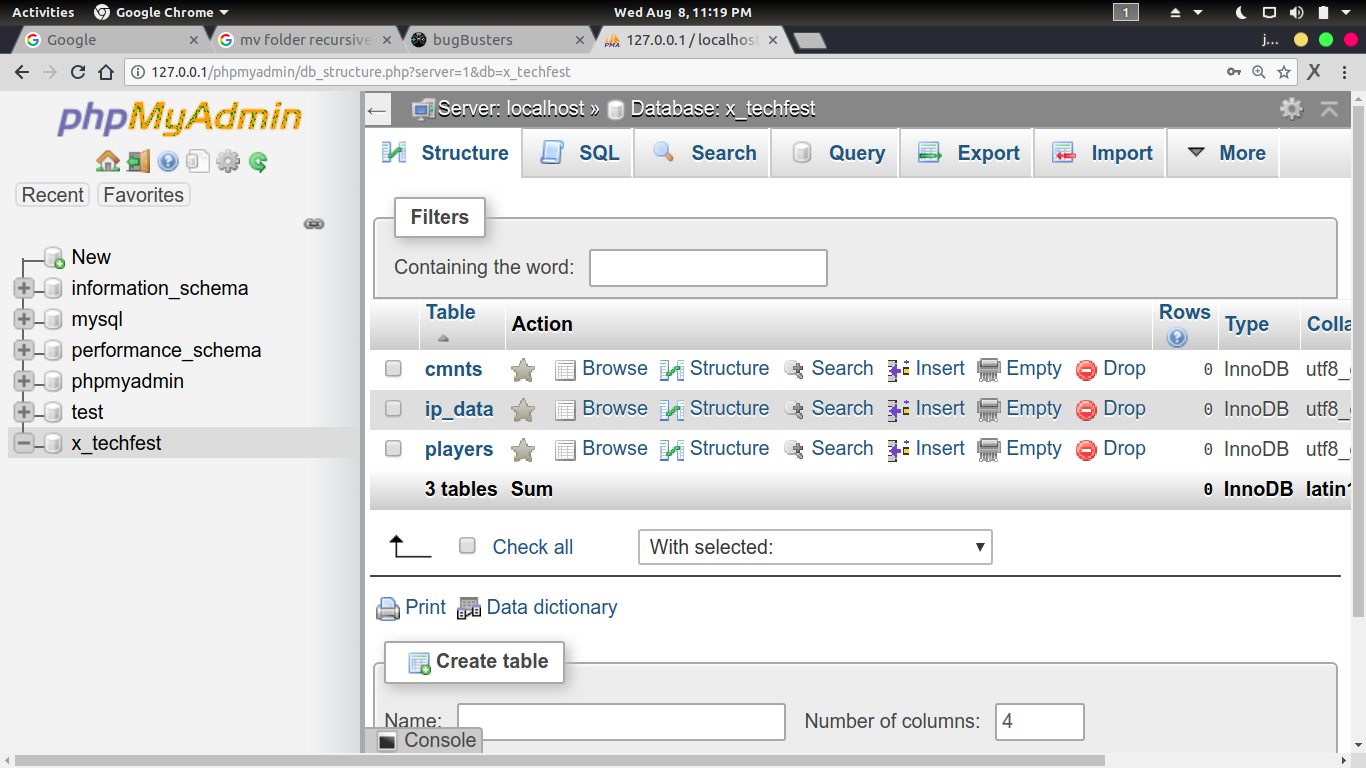 Activities Google Chrome Wed Aug 8, 11:19 PM 1
Google mv folder recursive bugBusters 127.0.0.1 / localhost j...
127.0.0.1/phpmyadmin/db_structure.php?server=1&db=x_techfest X
phpMyAdmin
Recent Favorites
New
information_schema
mysql
performance_schema
phpmyadmin
test
x_techfest
Server: localhost » Database: x_techfest
Structure SQL Search Query Export Import More
Filters
Containing the word:
Table Action Rows Type Colla
cmnts Browse Structure Search Insert Empty Drop 0 InnoDB utf8_
ip_data Browse Structure Search Insert Empty Drop 0 InnoDB utf8_
players Browse Structure Search Insert Empty Drop 0 InnoDB utf8_
3 tables Sum 0 InnoDB latin1
Check all With selected:
Print Data dictionary
Create table
Name: Number of columns: 4
Console